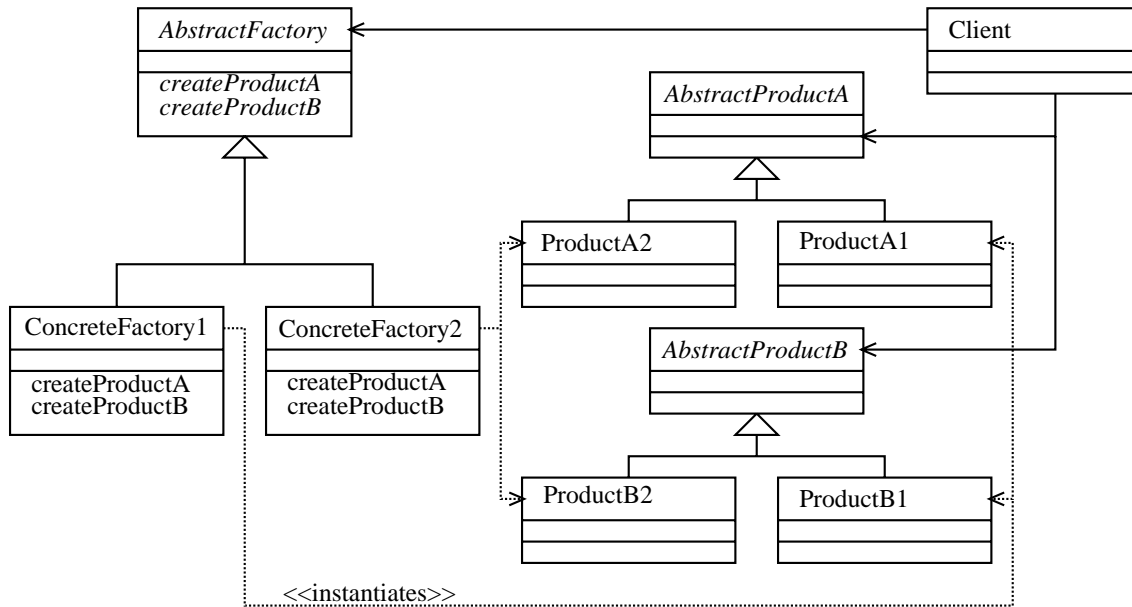 AbstractFactory
createProductA
createProductB
Client
AbstractProductA
ProductA2
ProductA1
ConcreteFactory1
createProductA
createProductB
ConcreteFactory2
createProductA
createProductB
AbstractProductB
ProductB2
ProductB1
<<instantiates>>